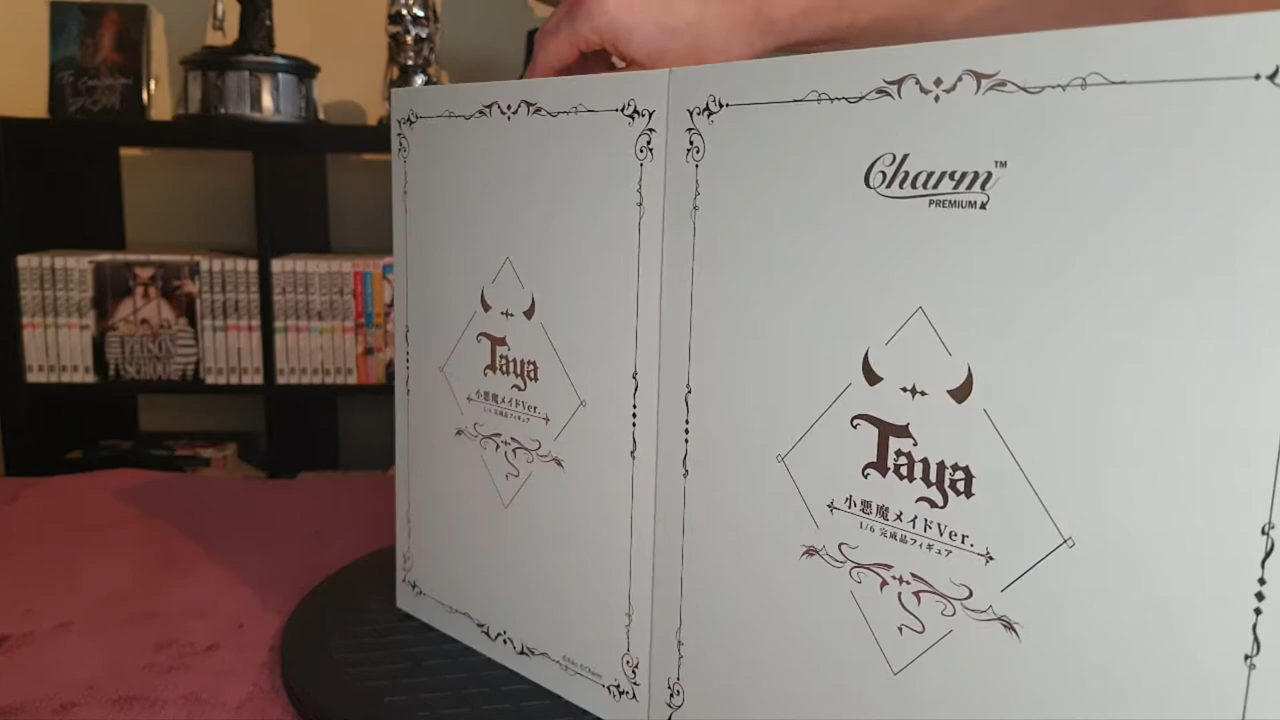 PRISON
SCHOOL
Taya
小悪魔メイドVer.
1/6 完成品フィギュア
Charm™
PREMIUM
Taya
小悪魔メイドVer.
1/6 完成品フィギュア